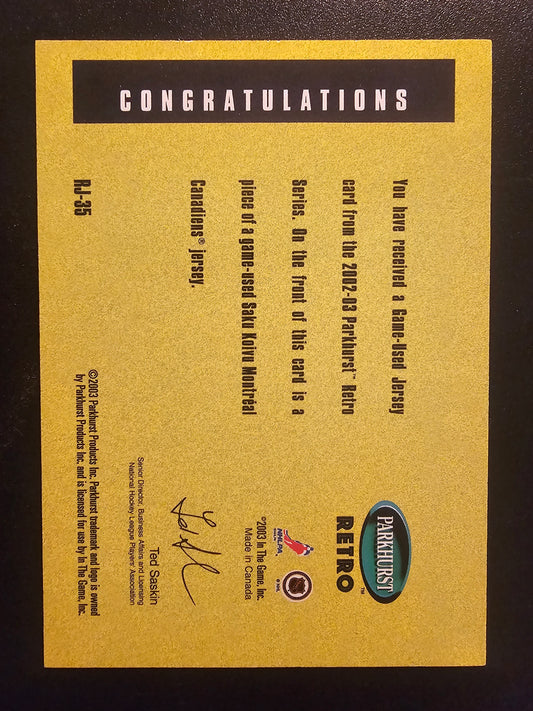 CONGRATULATIONS
You have received a Game-Used Jersey
card from the 2002-03 Parkhurst™ Retro
Series. On the front of this card is a
piece of a game-used Saku Koivu Montréal
Canadiens® jersey.
RJ-35
PARKHURST
RETRO™
NHLPA
©2003 In The Game, Inc.
Made in Canada
Ted Saskin
Senior Director, Business Affairs and Licensing
National Hockey League Players' Association
©2003 Parkhurst Products Inc. Parkhurst trademark and logo is owned
by Parkhurst Products Inc. and is licensed for use by In The Game, Inc.